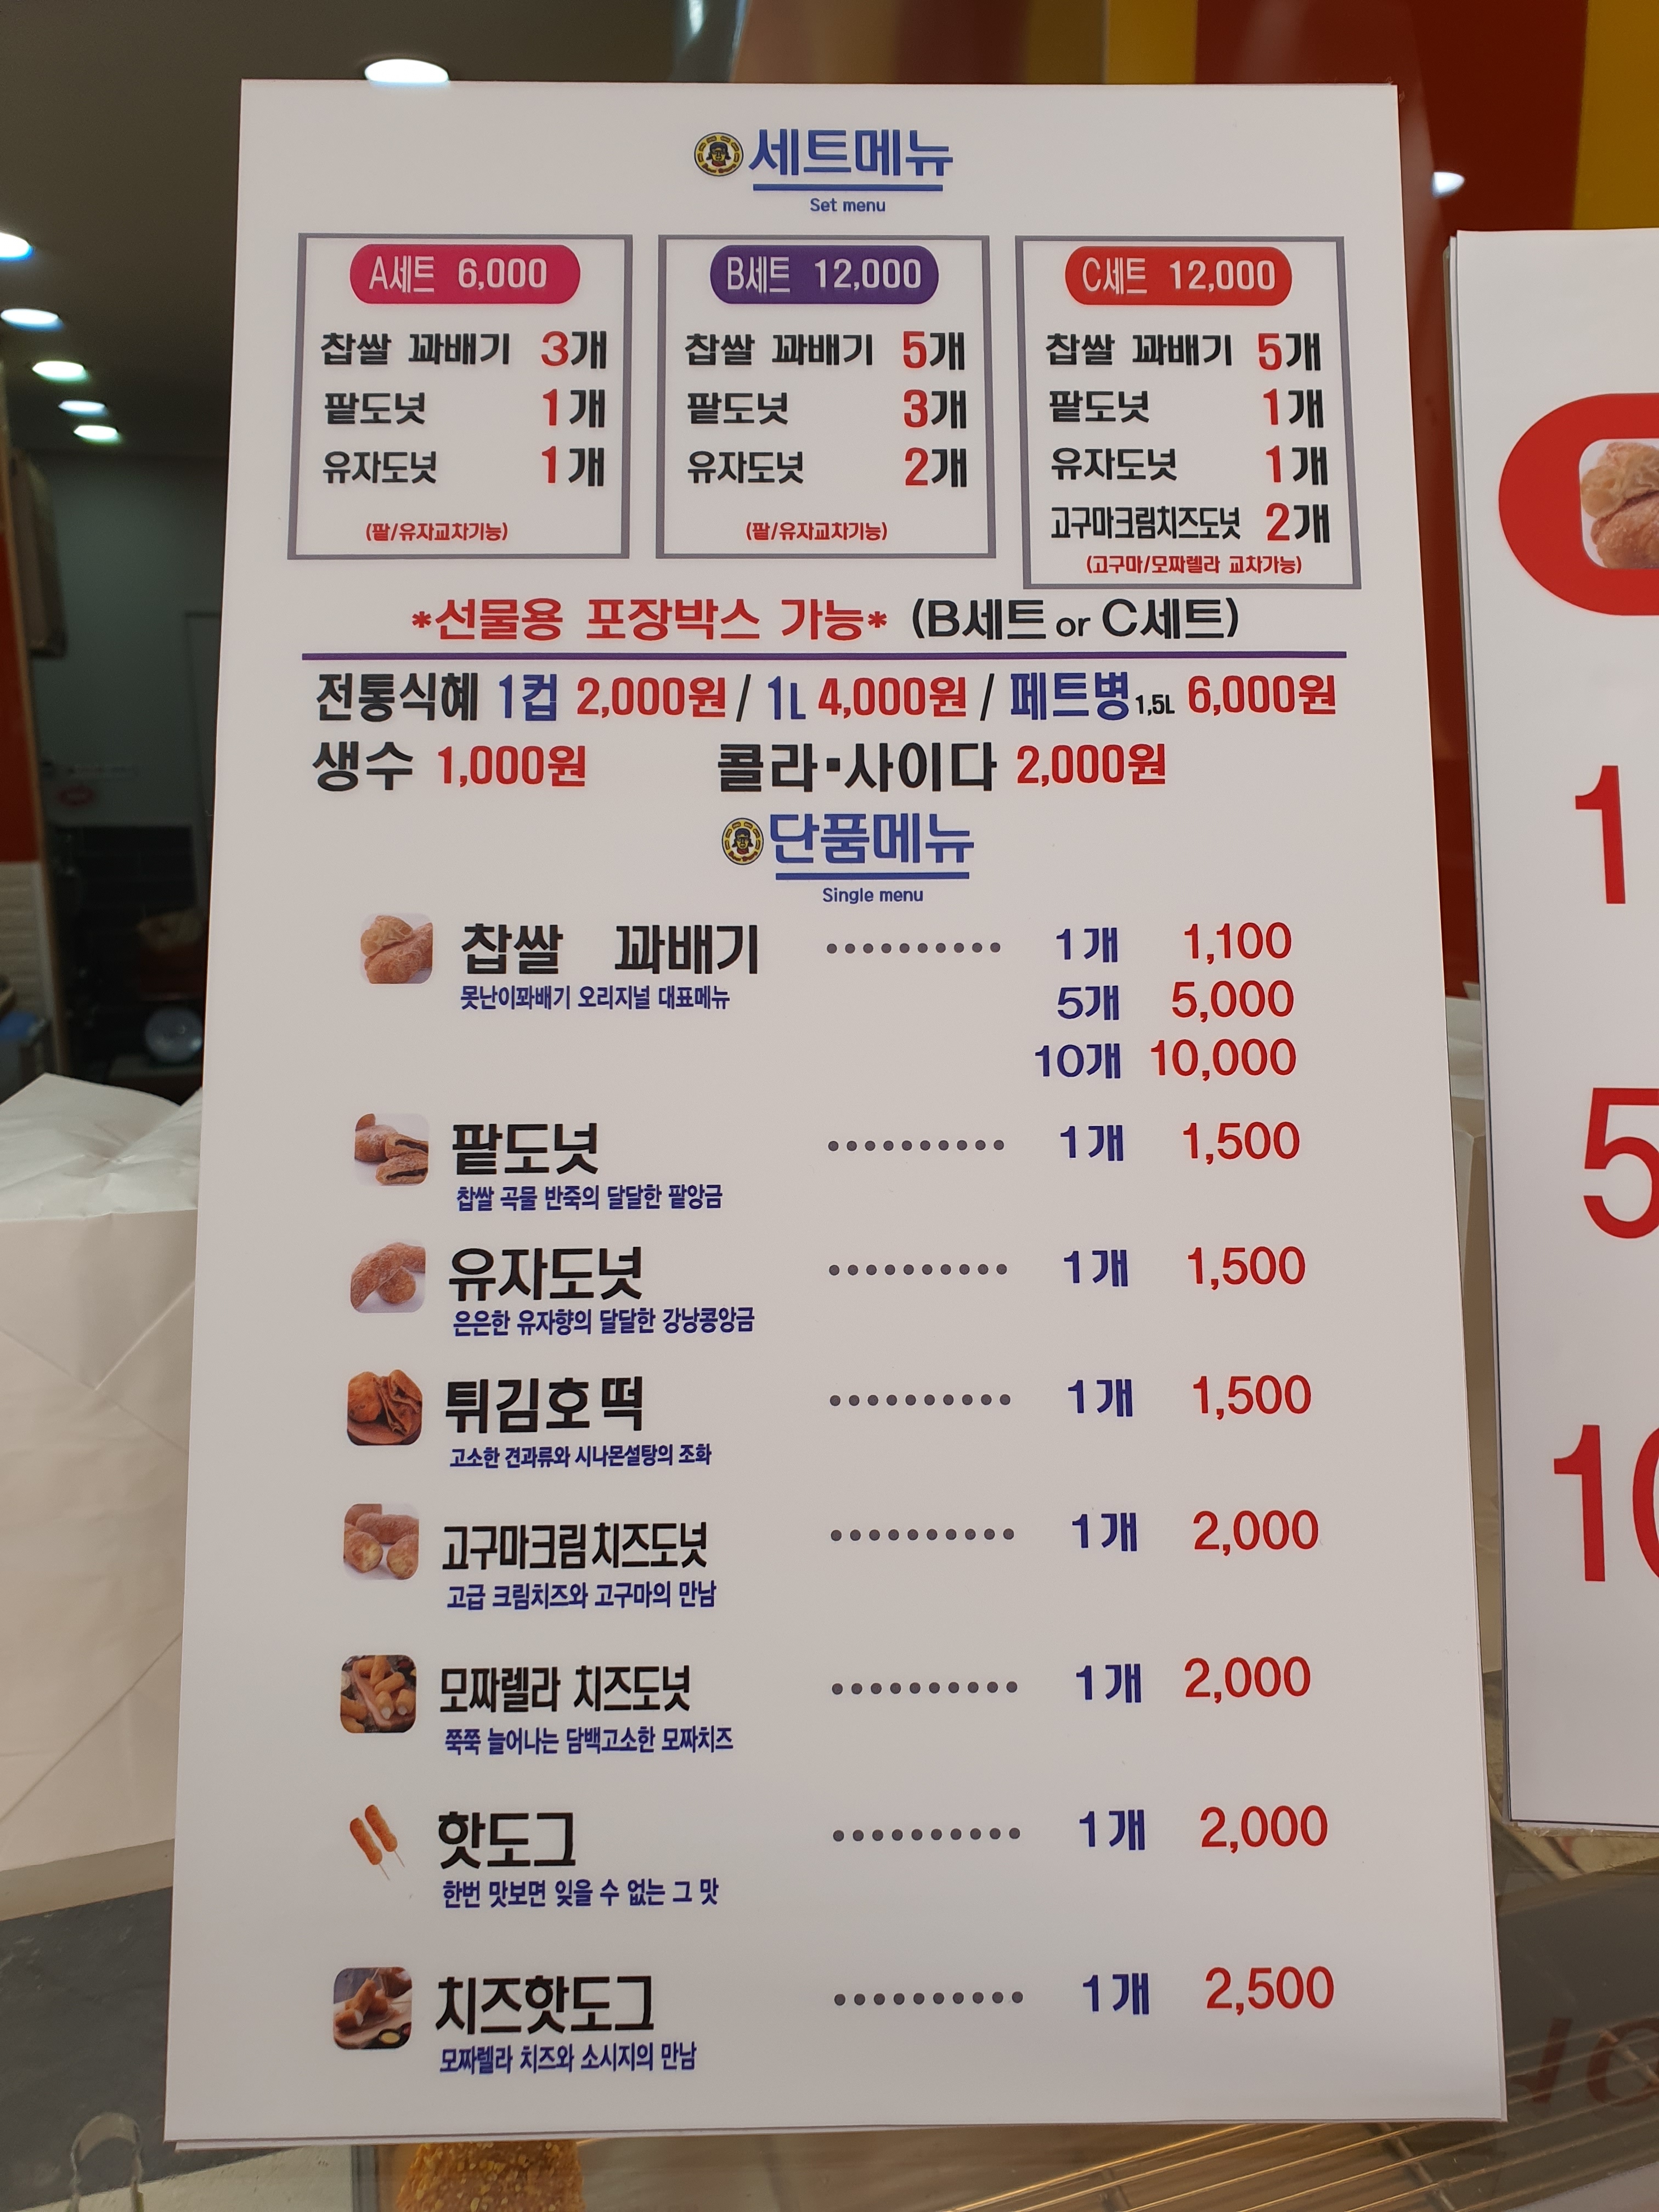 세트메뉴
Set menu
A세트 6,000
찹쌀 꽈배기 3개
팥도넛 1개
유자도넛 1개
(팥/유자교차기능)
B세트 12,000
찹쌀 꽈배기 5개
팥도넛 3개
유자도넛 2개
(팥/유자교차기능)
C세트 12,000
찹쌀 꽈배기 5개
팥도넛 1개
유자도넛 1개
고구마크림치즈도넛 2개
(고구마/모짜렐라 교차가능)
*선물용 포장박스 가능* (B세트 or C세트)
전통식혜 1컵 2,000원 / 1L 4,000원 / 페트병 1,5L 6,000원
생수 1,000원 콜라·사이다 2,000원
단품메뉴
Single menu
찹쌀 꽈배기 ·········· 1개 1,100
못난이꽈배기 오리지널 대표메뉴
5개 5,000
10개 10,000
팥도넛 ·········· 1개 1,500
찹쌀 곡물 반죽의 달달한 팥앙금
유자도넛 ·········· 1개 1,500
은은한 유자향의 달달한 강낭콩앙금
튀김호떡 ·········· 1개 1,500
고소한 견과류와 시나몬설탕의 조화
고구마크림치즈도넛 ·········· 1개 2,000
고급 크림치즈와 고구마의 만남
모짜렐라 치즈도넛 ·········· 1개 2,000
쭉쭉 늘어나는 담백고소한 모짜치즈
핫도그 ·········· 1개 2,000
한번 맛보면 잊을 수 없는 그 맛
치즈핫도그 ·········· 1개 2,500
모짜렐라 치즈와 소시지의 만남
1
5
10